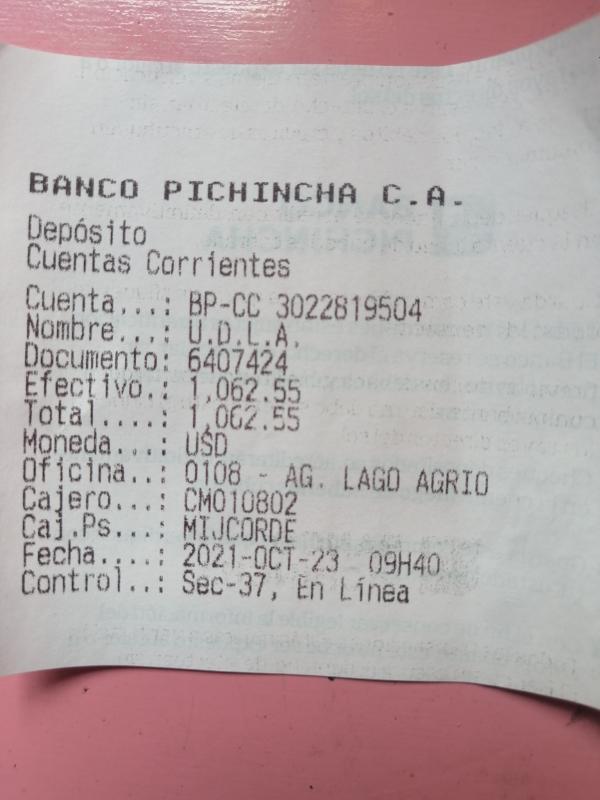 BANCO PICHINCHA C.A.
Depósito
Cuentas Corrientes
Cuenta...: BP-CC 3022819504
Nombre...: U.D.L.A.
Documento: 6407424
Efectivo.: 1,062.55
Total....: 1,062.55
Moneda...: USD
Oficina..: 0108 - AG. LAGO AGRIO
Cajero...: CM010802
Caj.Ps...: MIJCORDE
Fecha....: 2021-OCT-23 09H40
Control..: Sec-37, En Línea